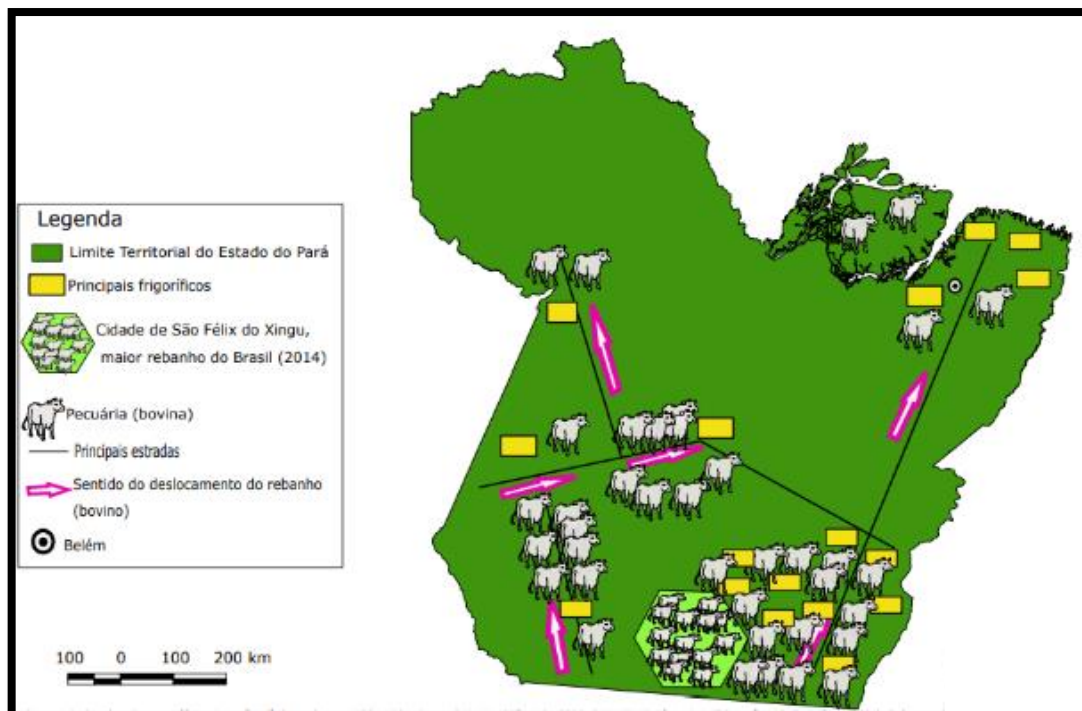 Legenda
Limite Territorial do Estado do Pará
Principais frigoríficos
Cidade de São Félix do Xingu,
maior rebanho do Brasil (2014)
Pecuária (bovina)
Principais estradas
Sentido do deslocamento do rebanho
(bovino)
Belém
100 0 100 200 km